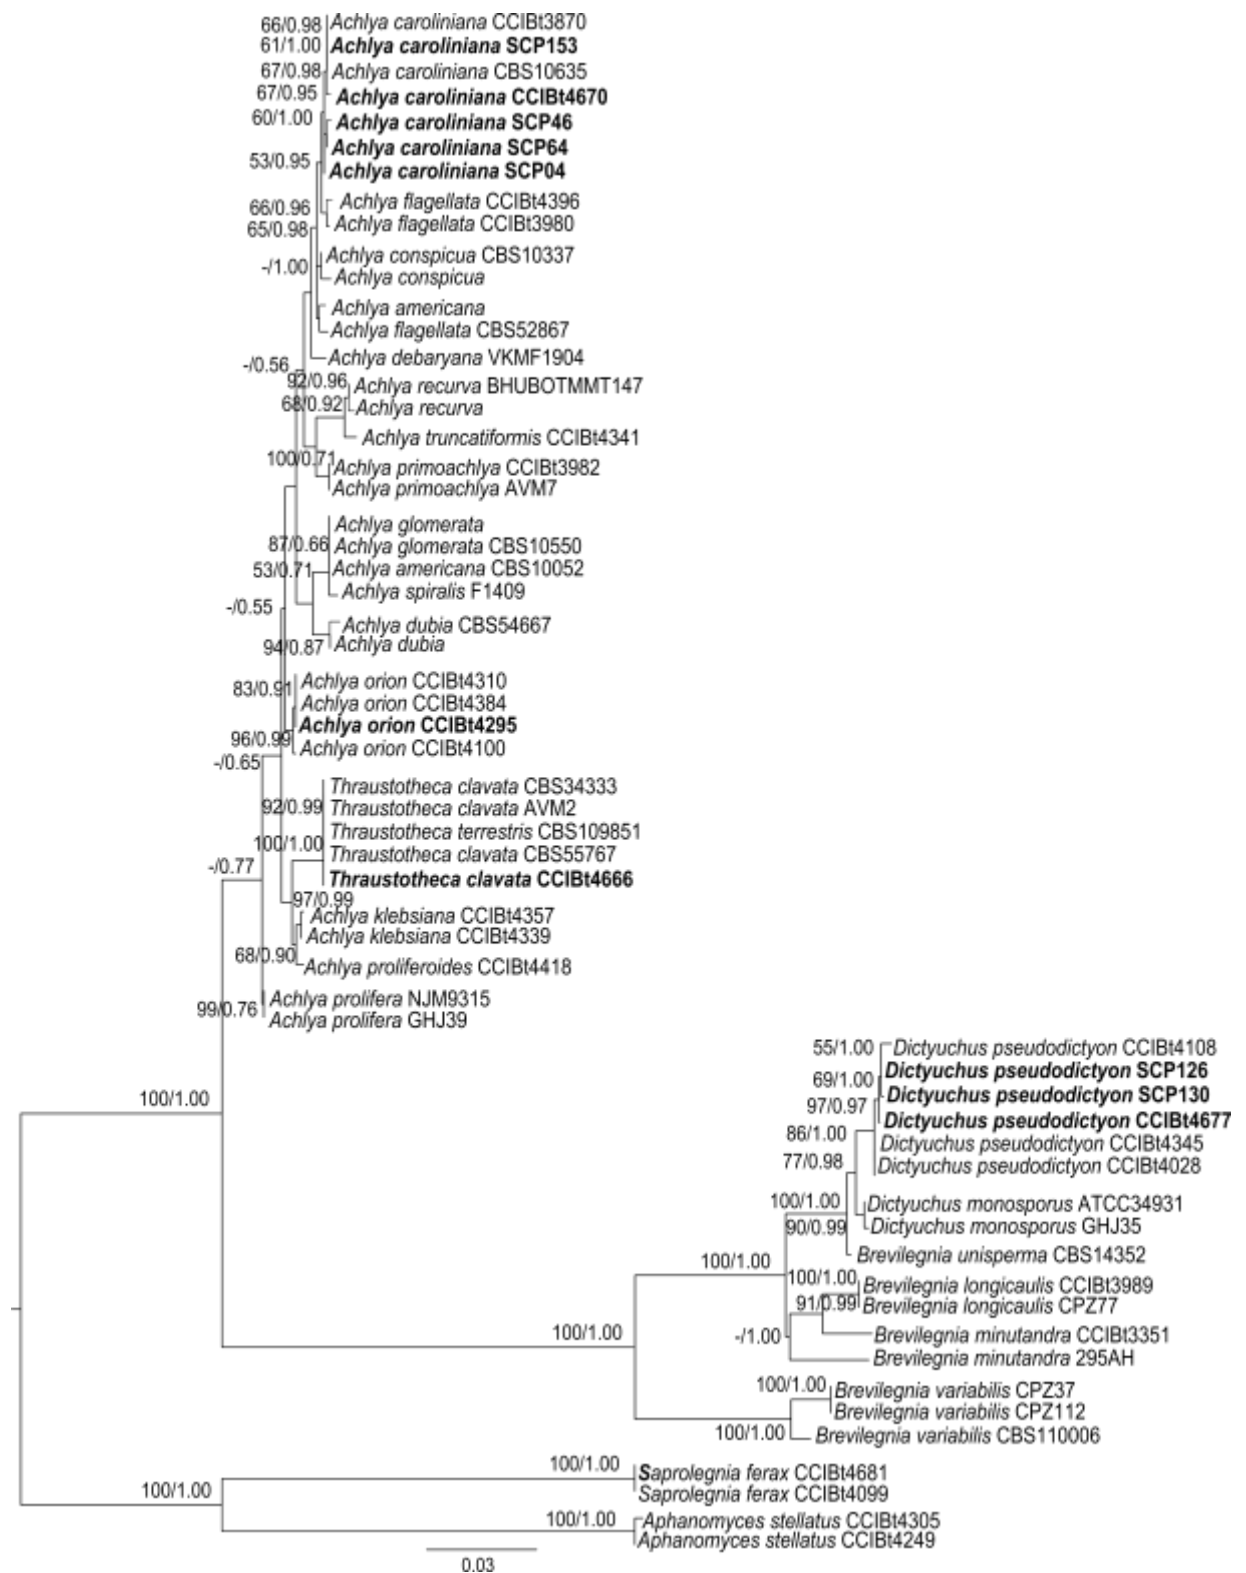 66/0.98 Achlya caroliniana CCIBt3870
61/1.00 Achlya caroliniana SCP153
67/0.98 Achlya caroliniana CBS10635
67/0.95 Achlya caroliniana CCIBt4670
60/1.00 Achlya caroliniana SCP46
Achlya caroliniana SCP64
53/0.95 Achlya caroliniana SCP04
66/0.96 Achlya flagellata CCIBt4396
65/0.98 Achlya flagellata CCIBt3980
-/1.00 Achlya conspicua CBS10337
Achlya conspicua
Achlya americana
Achlya flagellata CBS52867
-/0.56 Achlya debaryana VKMF1904
92/0.96 Achlya recurva BHUBOTMMT147
68/0.92 Achlya recurva
Achlya truncatiformis CCIBt4341
100/0.71 Achlya primoachlya CCIBt3982
Achlya primoachlya AVM7
Achlya glomerata
87/0.66 Achlya glomerata CBS10550
53/0.71 Achlya americana CBS10052
Achlya spiralis F1409
-/0.55
Achlya dubia CBS54667
94/0.87 Achlya dubia
83/0.91 Achlya orion CCIBt4310
Achlya orion CCIBt4384
Achlya orion CCIBt4295
96/0.99 Achlya orion CCIBt4100
-/0.65
Thraustotheca clavata CBS34333
92/0.99 Thraustotheca clavata AVM2
Thraustotheca terrestris CBS109851
100/1.00 Thraustotheca clavata CBS55767
-/0.77 Thraustotheca clavata CCIBt4666
97/0.99 Achlya klebsiana CCIBt4357
Achlya klebsiana CCIBt4339
68/0.90 Achlya proliferoides CCIBt4418
99/0.76 Achlya prolifera NJM9315
Achlya prolifera GHJ39
55/1.00 Dictyuchus pseudodictyon CCIBt4108
69/1.00 Dictyuchus pseudodictyon SCP126
97/0.97 Dictyuchus pseudodictyon SCP130
100/1.00
Dictyuchus pseudodictyon CCIBt4677
86/1.00 Dictyuchus pseudodictyon CCIBt4345
77/0.98 Dictyuchus pseudodictyon CCIBt4028
100/1.00 Dictyuchus monosporus ATCC34931
90/0.99 Dictyuchus monosporus GHJ35
100/1.00 Brevilegnia unisperma CBS14352
100/1.00 Brevilegnia longicaulis CCIBt3989
91/0.99 Brevilegnia longicaulis CPZ77
100/1.00 -/1.00 Brevilegnia minutandra CCIBt3351
Brevilegnia minutandra 295AH
100/1.00 Brevilegnia variabilis CPZ37
Brevilegnia variabilis CPZ112
100/1.00 Brevilegnia variabilis CBS110006
100/1.00 Saprolegnia ferax CCIBt4681
100/1.00 Saprolegnia ferax CCIBt4099
100/1.00 Aphanomyces stellatus CCIBt4305
Aphanomyces stellatus CCIBt4249
0.03